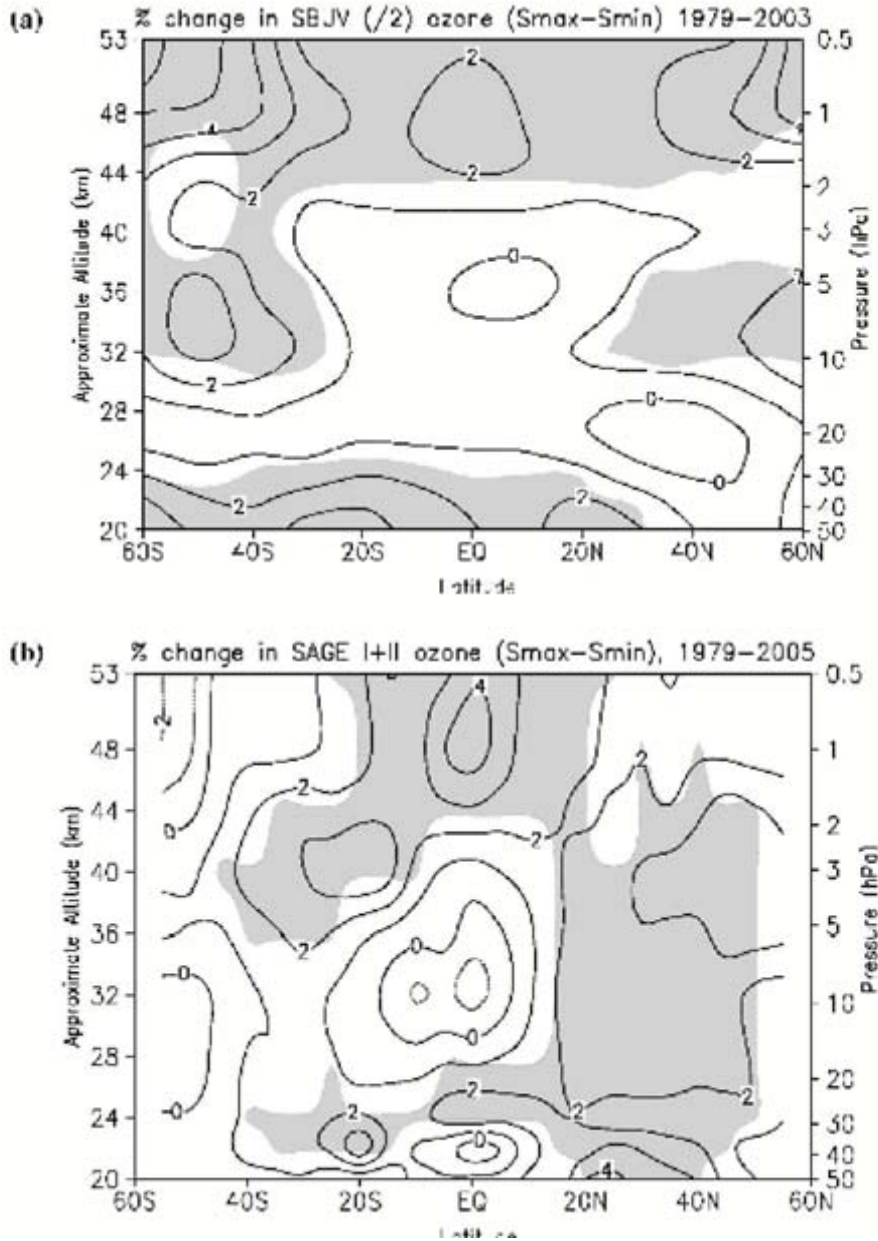 (a) % change in SBUV (/2) ozone (Smax-Smin) 1979-2003
53 0.5
48 1
44 2
40 3
36 5
32 10
28 20
24 30
40
20 50
Approximate Altitude (km)
Pressure (hPa)
2 4 2 2 2 2 0 2 0 2 0 2
60S 40S 20S EQ 20N 40N 60N
Latitude
(b) % change in SAGE I+II ozone (Smax-Smin), 1979-2005
53 0.5
48 1
44 2
40 3
36 5
32 10
28 20
24 30
40
20 50
Approximate Altitude (km)
Pressure (hPa)
-2 4 2 2 0 2 2 0 0 0 0 2 2 2 2 0 4
60S 40S 20S EQ 20N 40N 60N
Latitude